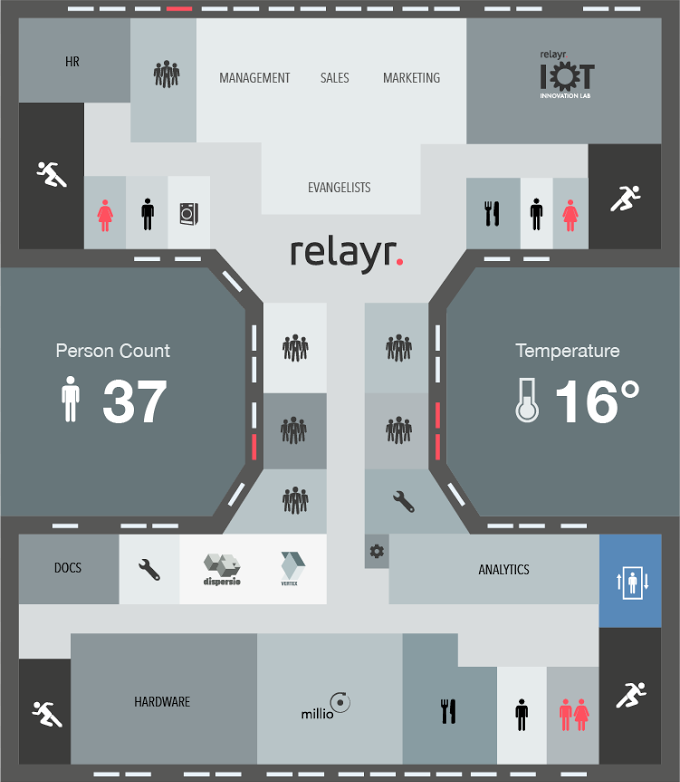 HR
MANAGEMENT SALES MARKETING
relayr
IOT
INNOVATION LAB
EVANGELISTS
relayr.
Person Count
37
Temperature
16°
DOCS
dispersio
VERTEX
ANALYTICS
HARDWARE
millio